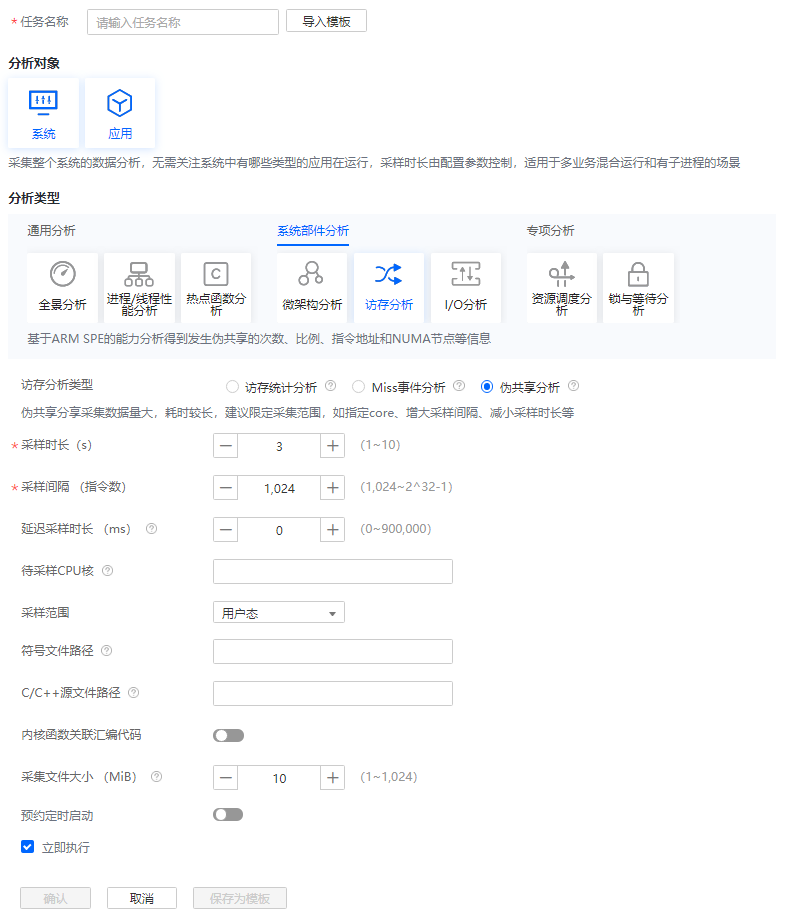 * 任务名称 请输入任务名称 导入模板
分析对象
系统 应用
采集整个系统的数据分析，无需关注系统中有哪些类型的应用在运行，采样时长由配置参数控制，适用于多业务混合运行和有子进程的场景
分析类型
通用分析 系统部件分析 专项分析
全景分析
进程/线程性
能分析
C
热点函数分
析
微架构分析
访存分析
I/O分析
资源调度分
析
锁与等待分
析
基于ARM SPE的能力分析得到发生伪共享的次数、比例、指令地址和NUMA节点等信息
访存分析类型 访存统计分析 ? Miss事件分析 ? 伪共享分析 ?
伪共享分享采集数据量大，耗时较长，建议限定采集范围，如指定core、增大采样间隔、减小采样时长等
* 采样时长（s） — 3 + (1~10)
* 采样间隔 （指令数） — 1,024 + (1,024~2^32-1)
延迟采样时长 （ms） ? — 0 + (0~900,000)
待采样CPU核 ?
采样范围 用户态
符号文件路径 ?
C/C++源文件路径 ?
内核函数关联汇编代码
采集文件大小 （MiB） ? — 10 + (1~1,024)
预约定时启动
立即执行
确认 取消 保存为模板